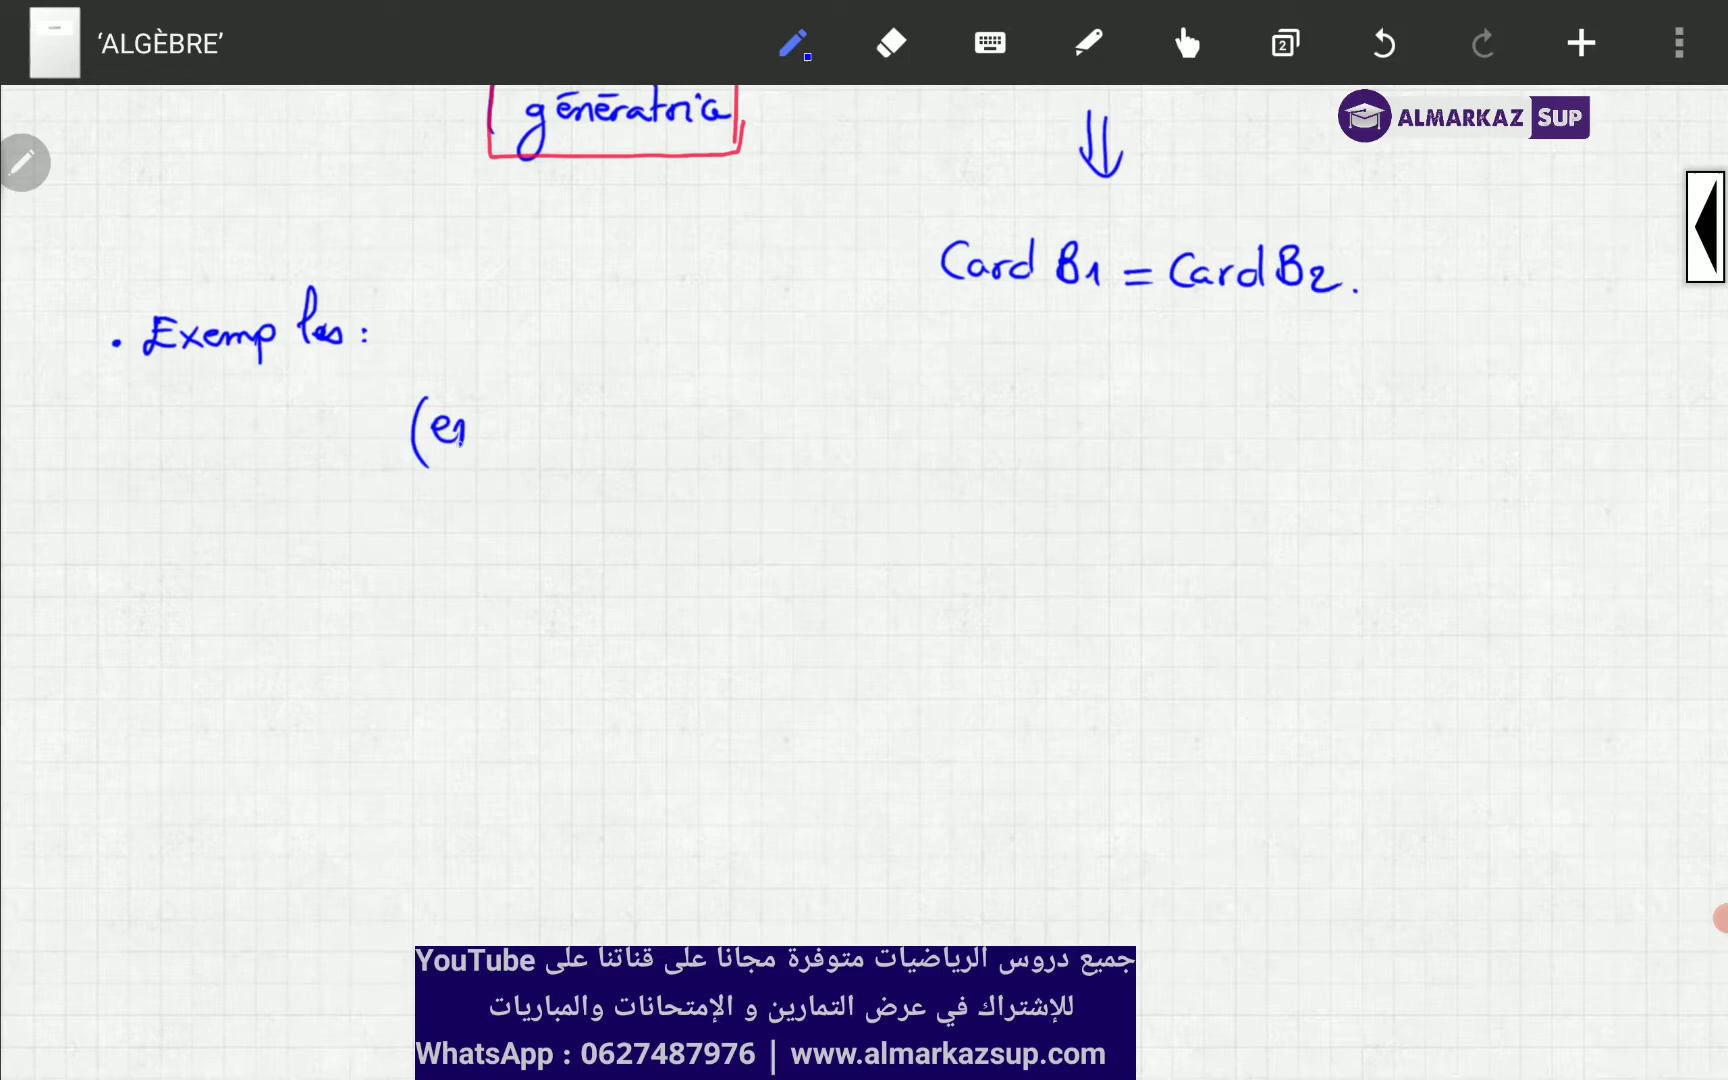 ‘ALGÈBRE’
2
génératrice
ALMARKAZ SUP
Card B1 = Card B2.
. Exemples :
(e1
جميع دروس الرياضيات متوفرة مجانا على قناتنا على YouTube
للإشتراك في عرض التمارين و الإمتحانات والمباريات
WhatsApp : 0627487976 | www.almarkazsup.com